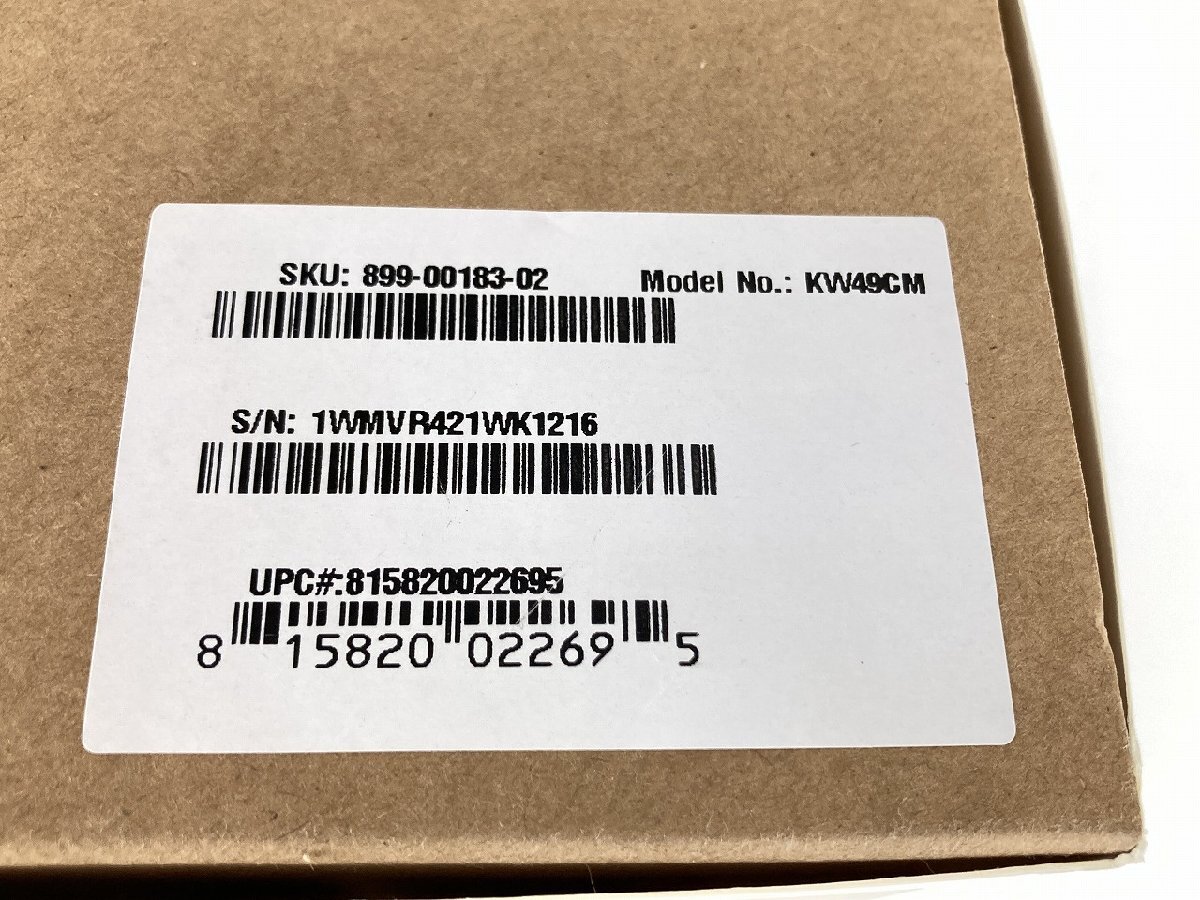 SKU: 899-00183-02 Model No.: KW49CM
S/N: 1WMVR421WK1216
UPC#:815820022695
8 15820 02269 5